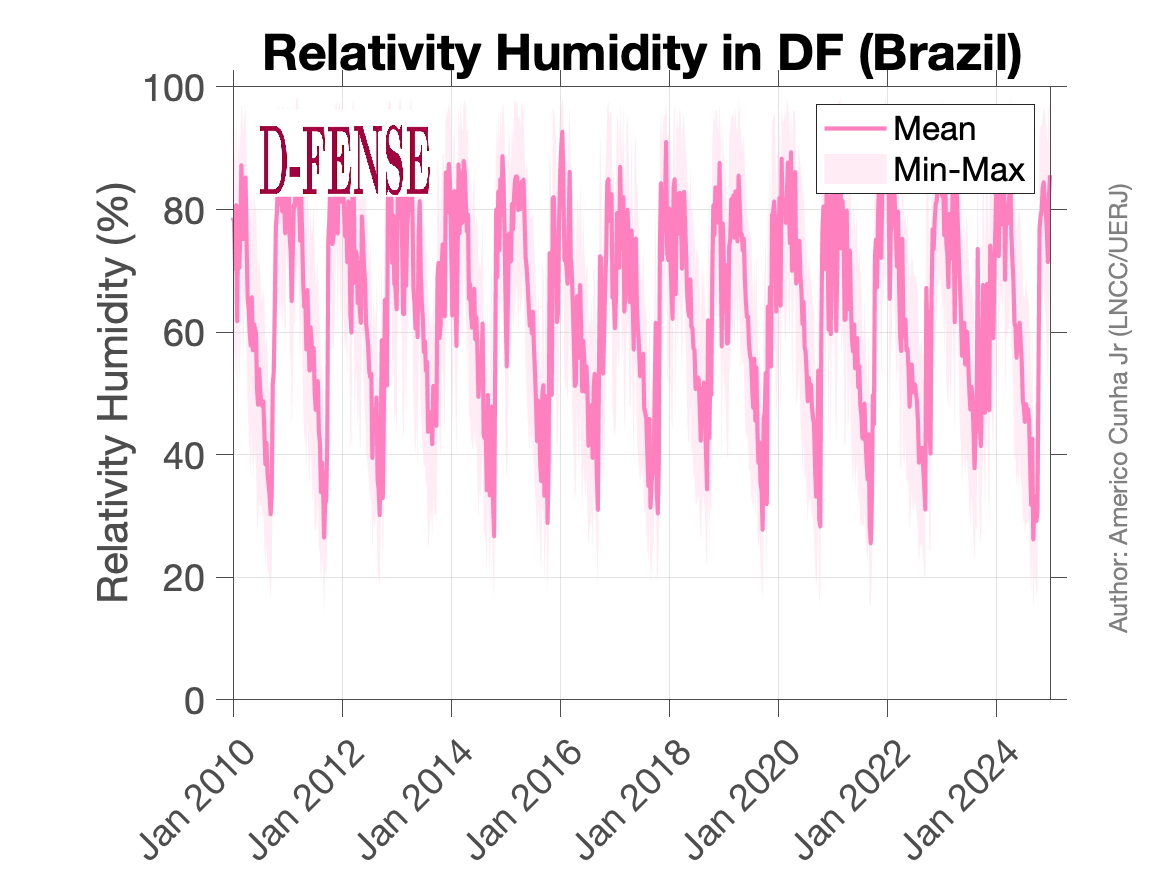 Relativity Humidity in DF (Brazil)
D-FENSE
Mean
Min-Max
Relativity Humidity (%)
100
80
60
40
20
0
Jan 2010
Jan 2012
Jan 2014
Jan 2016
Jan 2018
Jan 2020
Jan 2022
Jan 2024
Author: Americo Cunha Jr (LNCC/UERJ)